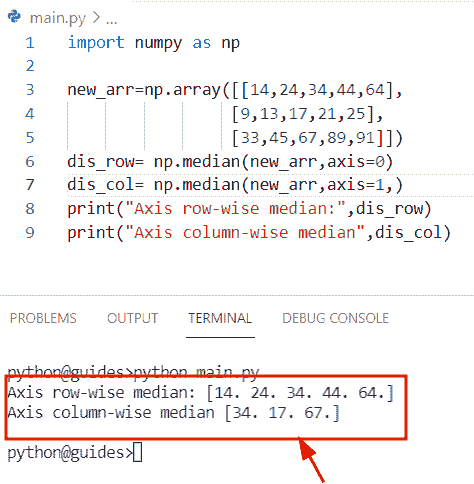 main.py > ...
1 import numpy as np
2
3 new_arr=np.array([[14,24,34,44,64],
4 [9,13,17,21,25],
5 [33,45,67,89,91]])
6 dis_row= np.median(new_arr,axis=0)
7 dis_col= np.median(new_arr,axis=1,)
8 print("Axis row-wise median:",dis_row)
9 print("Axis column-wise median",dis_col)
PROBLEMS OUTPUT TERMINAL DEBUG CONSOLE
python@guides>python main.py
Axis row-wise median: [14. 24. 34. 44. 64.]
Axis column-wise median [34. 17. 67.]
python@guides>